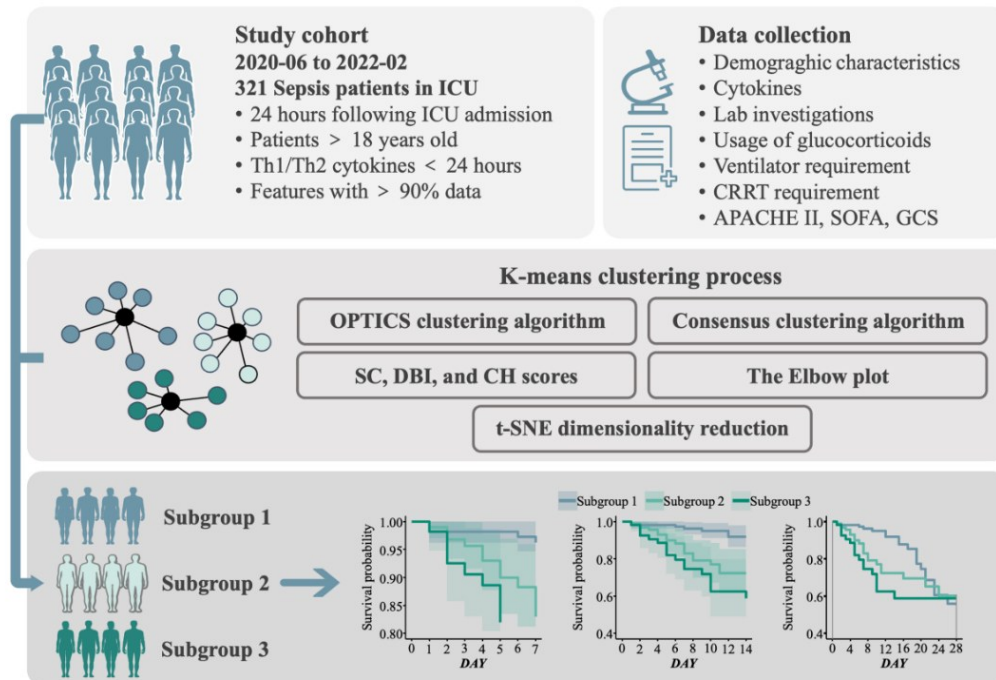 Study cohort
2020-06 to 2022-02
321 Sepsis patients in ICU
• 24 hours following ICU admission
• Patients > 18 years old
• Th1/Th2 cytokines < 24 hours
• Features with > 90% data
Data collection
• Demograghic characteristics
• Cytokines
• Lab investigations
• Usage of glucocorticoids
• Ventilator requirement
• CRRT requirement
• APACHE II, SOFA, GCS
K-means clustering process
OPTICS clustering algorithm
Consensus clustering algorithm
SC, DBI, and CH scores
The Elbow plot
t-SNE dimensionality reduction
Subgroup 1
Subgroup 2
Subgroup 3
Subgroup 1 Subgroup 2 Subgroup 3
Survival probability
1.00
0.95
0.90
0.85
0.80
0 1 2 3 4 5 6 7
DAY
Survival probability
1.0
0.8
0.6
0.4
0 2 4 6 8 10 12 14
DAY
Survival probability
1.0
0.8
0.6
0.4
0 4 8 12 16 20 24 28
DAY